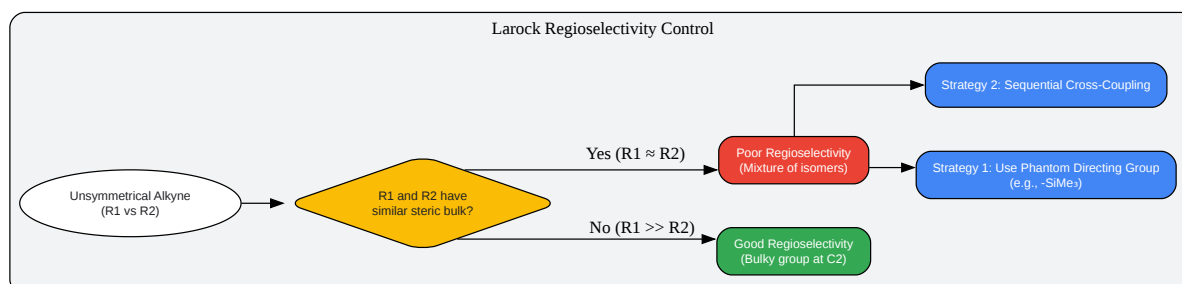 Larock Regioselectivity Control
Unsymmetrical Alkyne
(R1 vs R2)
R1 and R2 have
similar steric bulk?
Yes (R1 ≈ R2)
No (R1 >> R2)
Poor Regioselectivity
(Mixture of isomers)
Good Regioselectivity
(Bulky group at C2)
Strategy 2: Sequential Cross-Coupling
Strategy 1: Use Phantom Directing Group
(e.g., -SiMe₃)